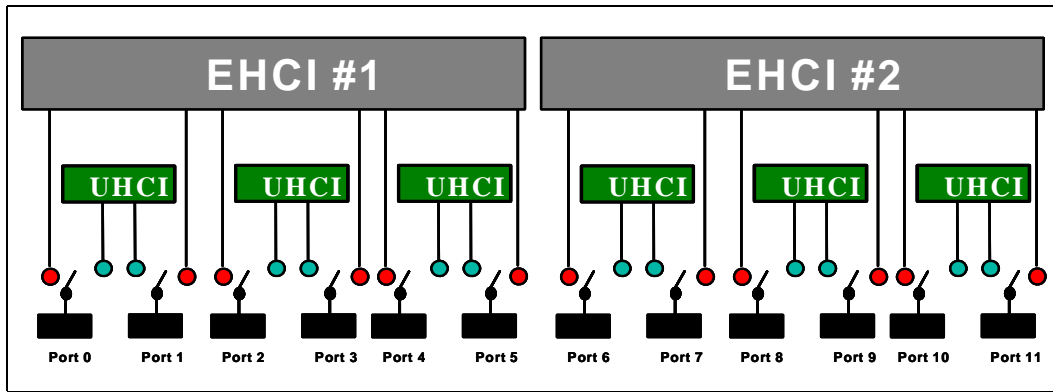 EHCI #1
EHCI #2
UHCI
UHCI
UHCI
UHCI
UHCI
UHCI
Port 0
Port 1
Port 2
Port 3
Port 4
Port 5
Port 6
Port 7
Port 8
Port 9
Port 10
Port 11